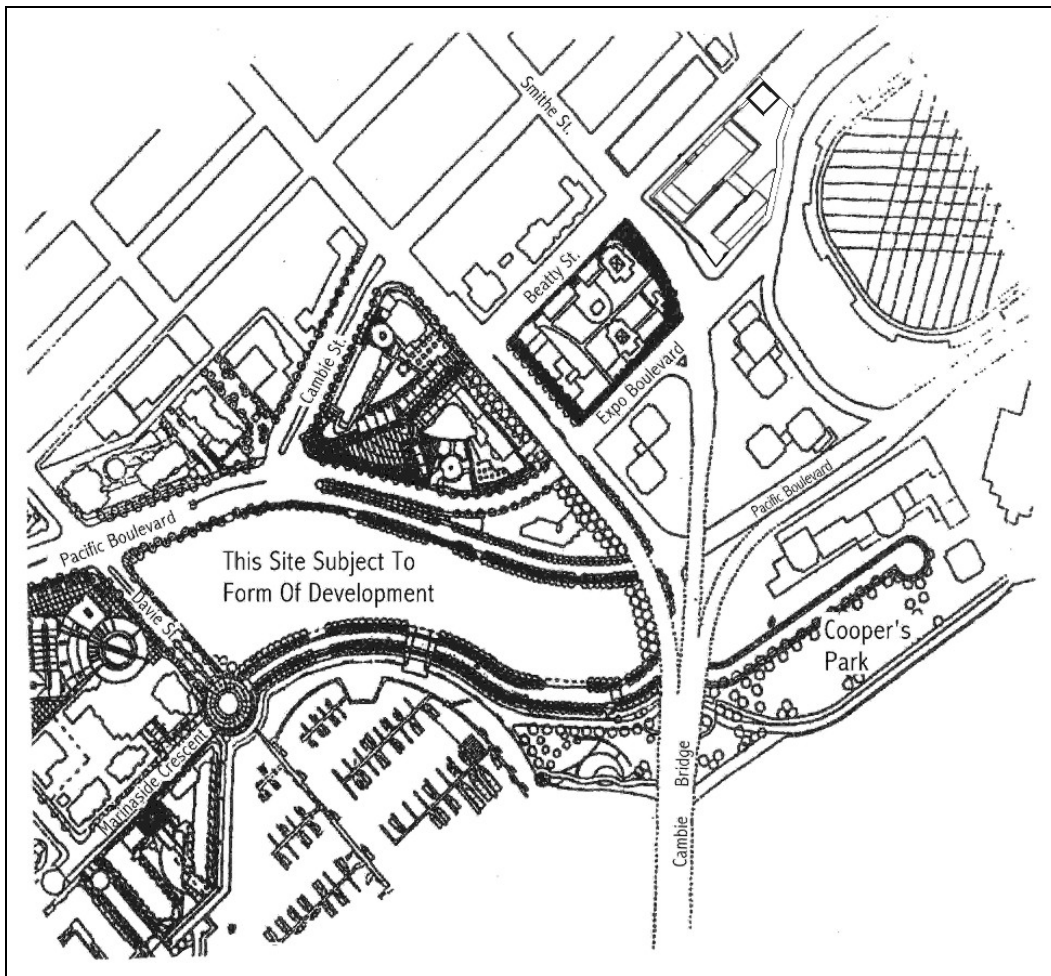 Smithe St.
Beatty St.
Cambie St.
Expo Boulevard
Pacific Boulevard
Pacific Boulevard
This Site Subject To
Form Of Development
Davie St.
Cooper's
Park
Marinaside Crescent
Cambie Bridge